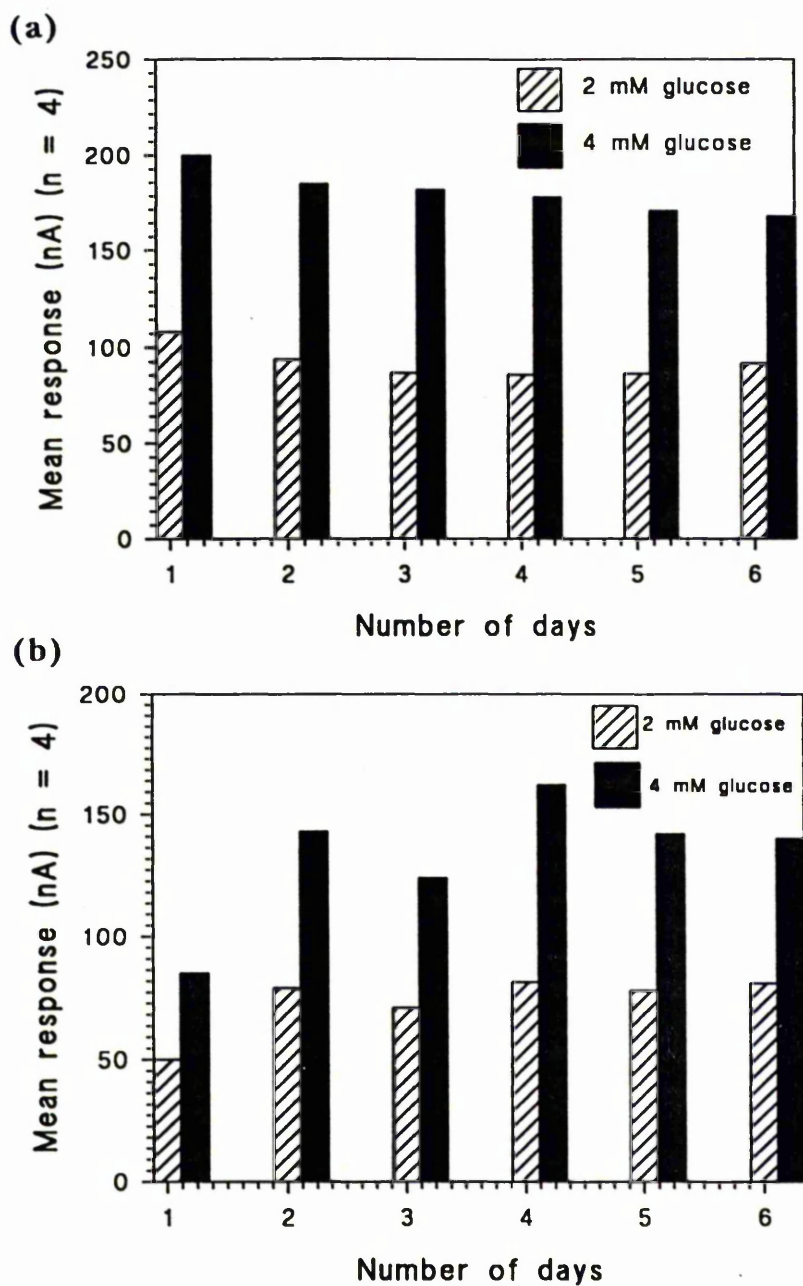 (a)
Mean response (nA) (n = 4)
250
200
150
100
50
0
2 mM glucose
4 mM glucose
1 2 3 4 5 6
Number of days
(b)
Mean response (nA) (n = 4)
200
150
100
50
0
2 mM glucose
4 mM glucose
1 2 3 4 5 6
Number of days